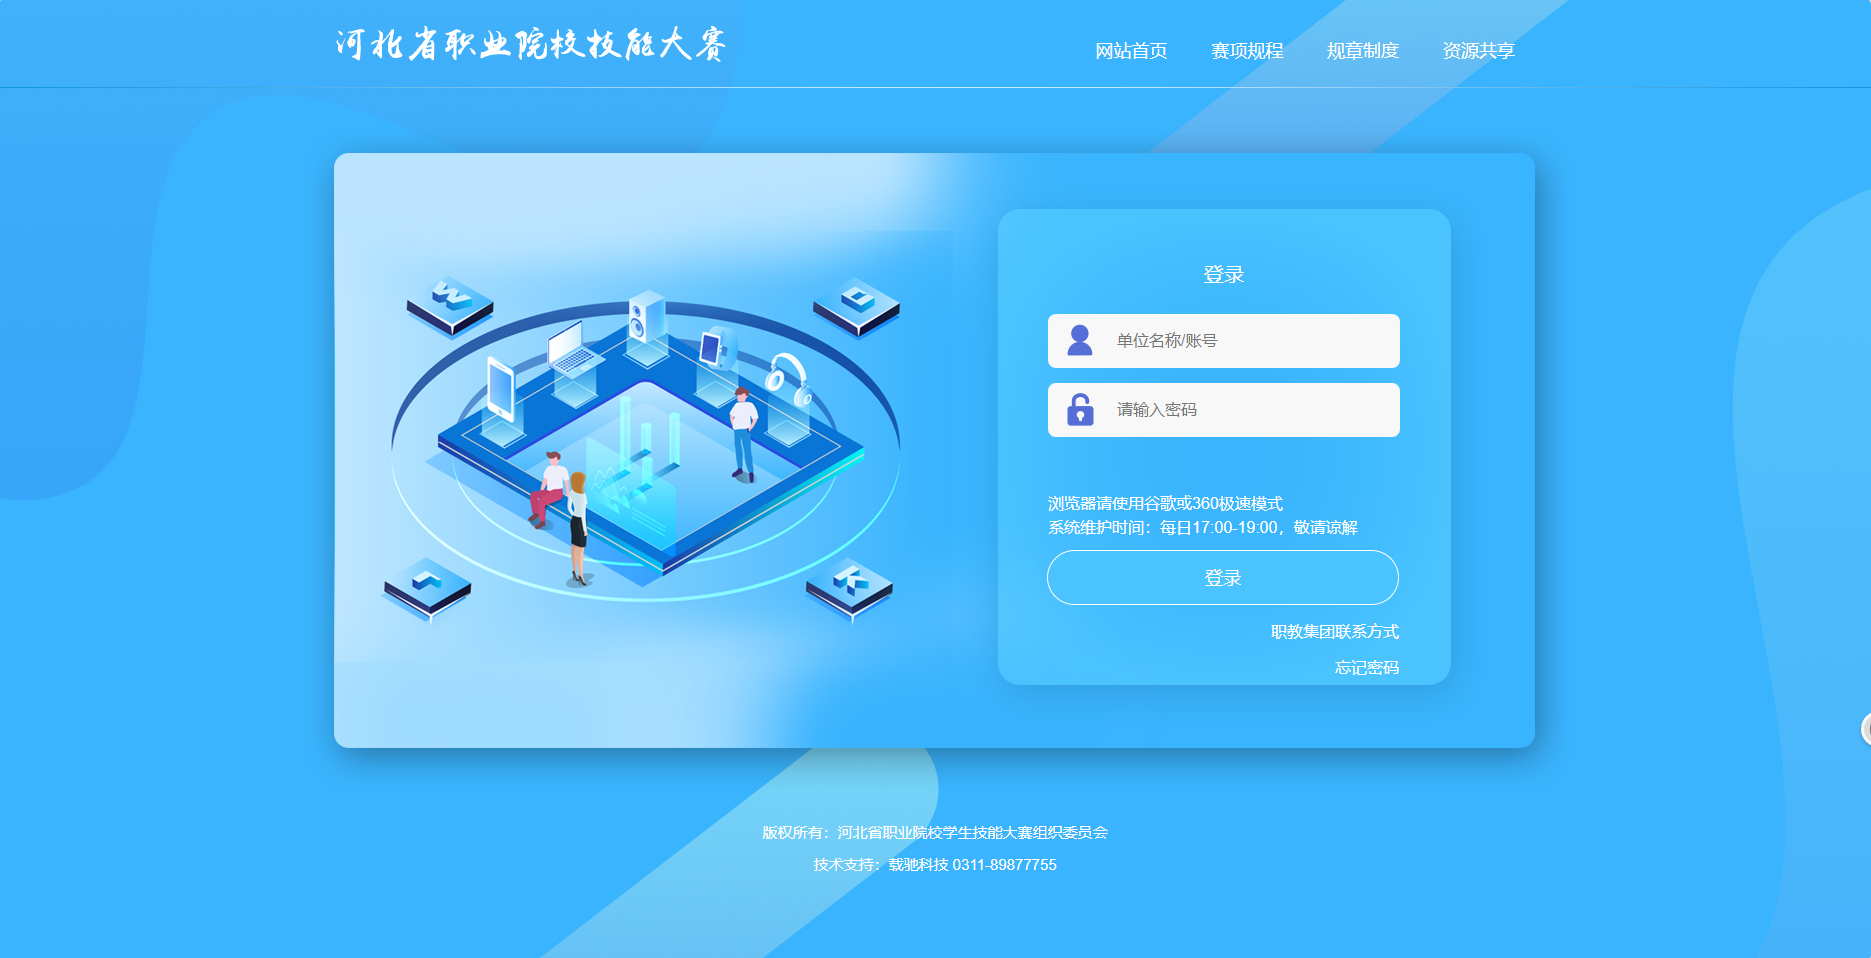 河北省职业院校技能大赛
网站首页 赛项规程 规章制度 资源共享
登录
单位名称/账号
请输入密码
浏览器请使用谷歌或360极速模式
系统维护时间：每日17:00-19:00，敬请谅解
登录
职教集团联系方式
忘记密码
W
L
K
版权所有：河北省职业院校学生技能大赛组织委员会
技术支持：载驰科技 0311-89877755